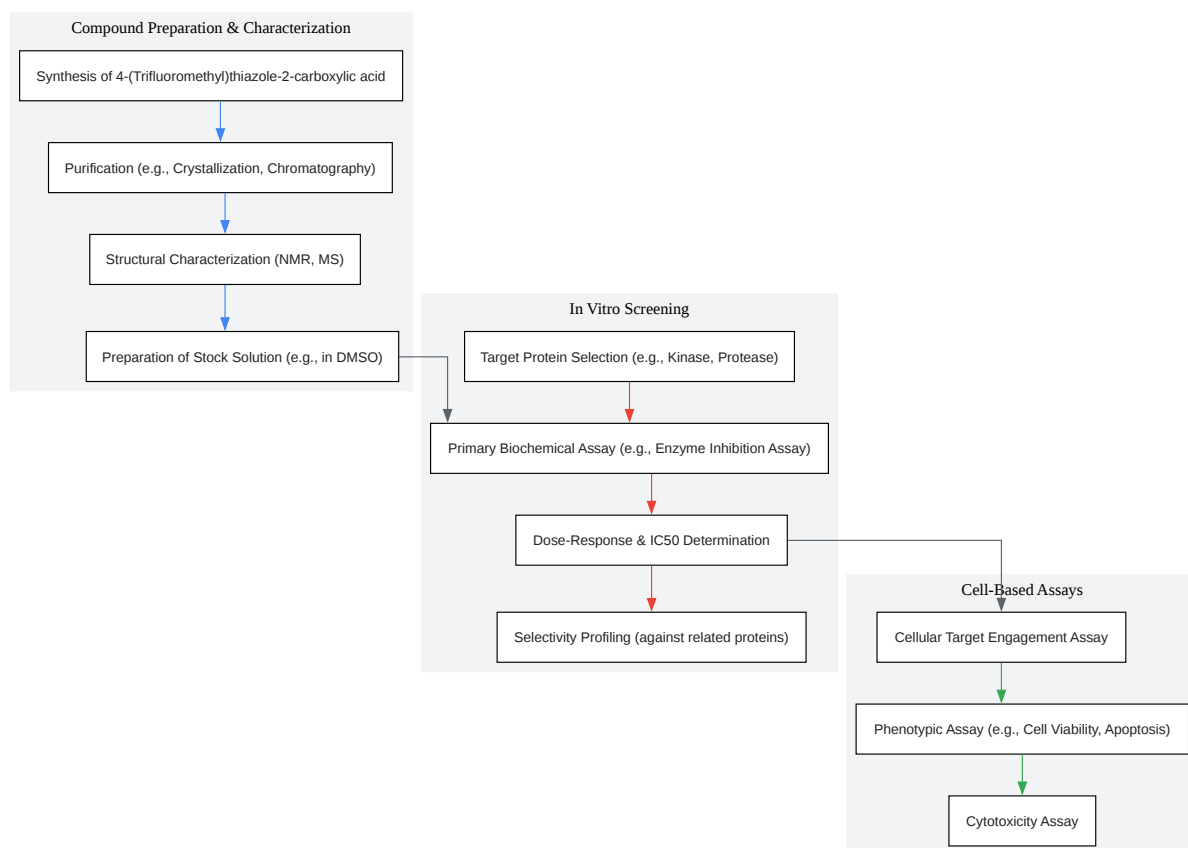 Compound Preparation & Characterization
Synthesis of 4-(Trifluoromethyl)thiazole-2-carboxylic acid
Purification (e.g., Crystallization, Chromatography)
Structural Characterization (NMR, MS)
Preparation of Stock Solution (e.g., in DMSO)
In Vitro Screening
Target Protein Selection (e.g., Kinase, Protease)
Primary Biochemical Assay (e.g., Enzyme Inhibition Assay)
Dose-Response & IC50 Determination
Selectivity Profiling (against related proteins)
Cell-Based Assays
Cellular Target Engagement Assay
Phenotypic Assay (e.g., Cell Viability, Apoptosis)
Cytotoxicity Assay